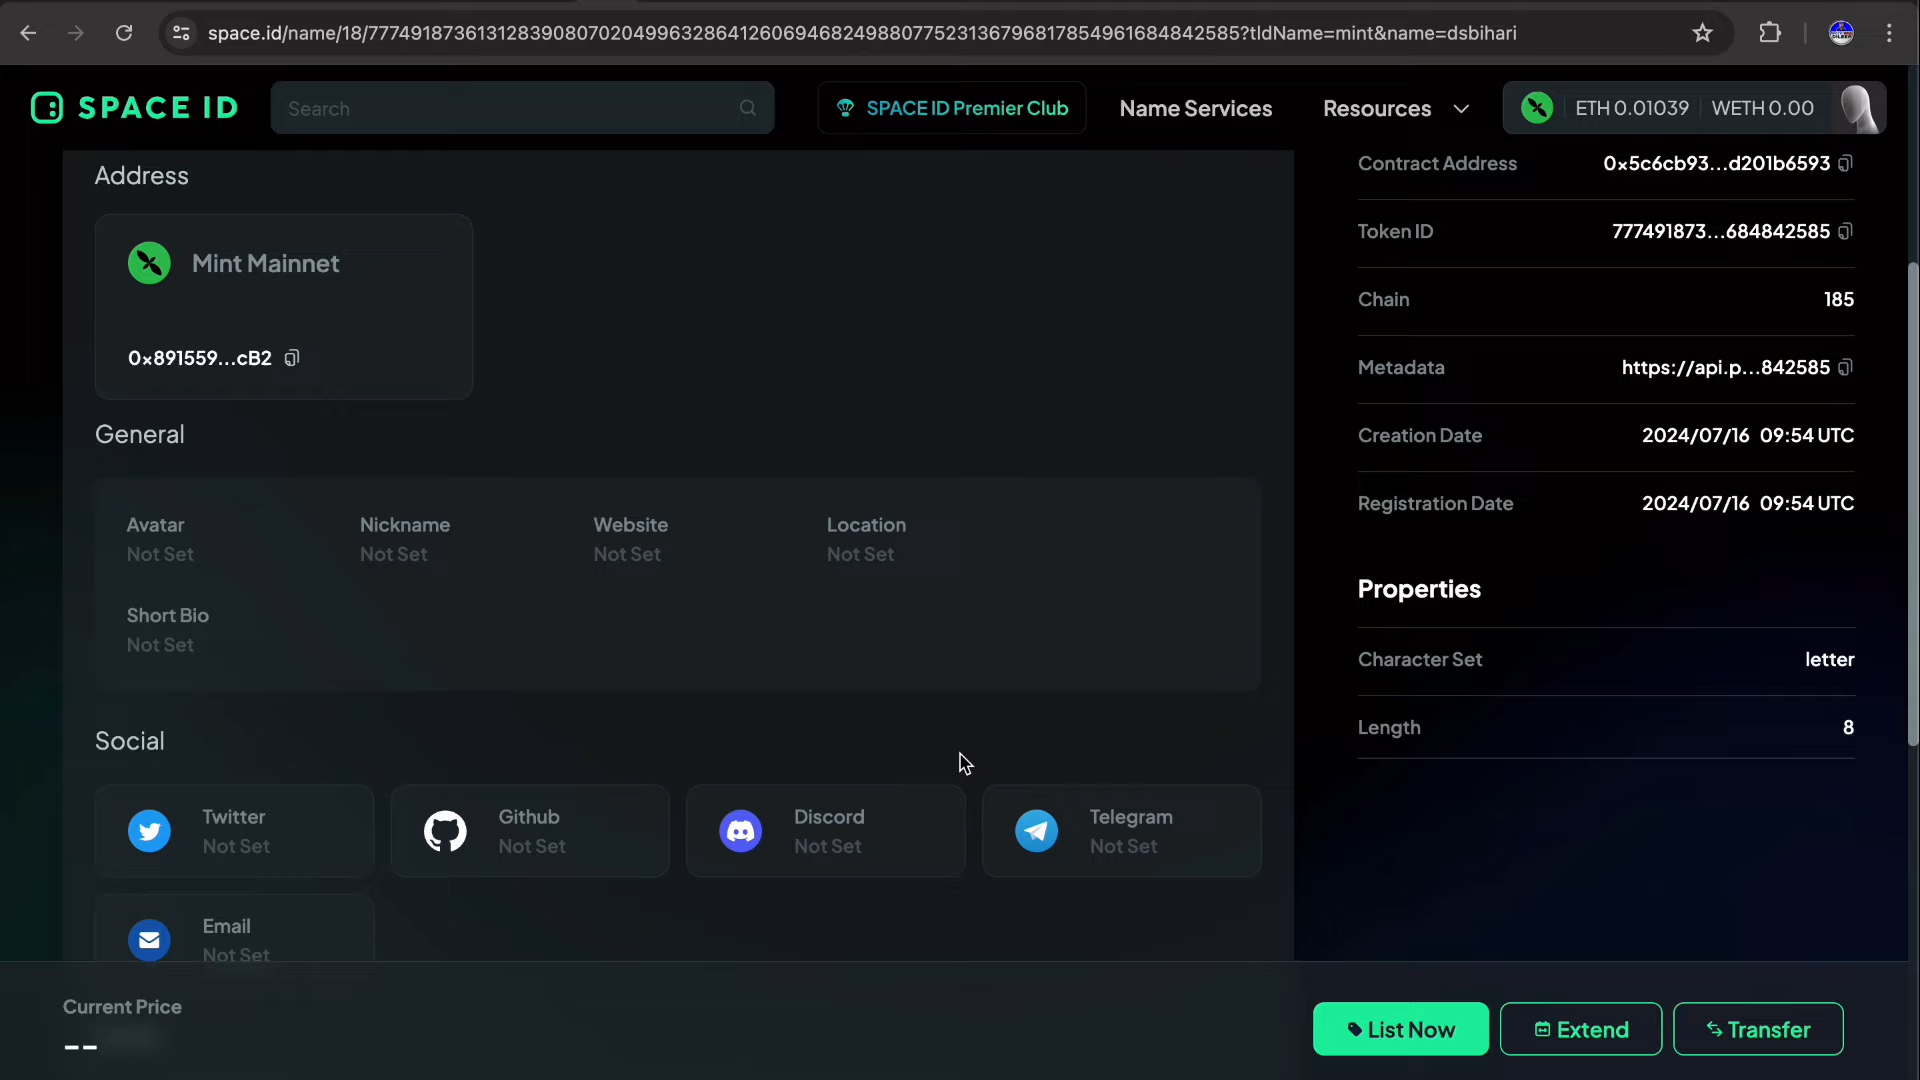 space.id/name/18/77749187361312839080702049963286412606946824988077523136796817854961684842585?tldName=mint&name=dsbihari
SPACE ID
Search
SPACE ID Premier Club
Name Services
Resources
ETH 0.01039
WETH 0.00
Address
Mint Mainnet
0x891559...cB2
General
Avatar
Not Set
Nickname
Not Set
Website
Not Set
Location
Not Set
Short Bio
Not Set
Social
Twitter
Not Set
Github
Not Set
Discord
Not Set
Telegram
Not Set
Email
Not Set
Contract Address 0x5c6cb93...d201b6593
Token ID 777491873...684842585
Chain 185
Metadata https://api.p...842585
Creation Date 2024/07/16 09:54 UTC
Registration Date 2024/07/16 09:54 UTC
Properties
Character Set letter
Length 8
Current Price
--
List Now
Extend
Transfer